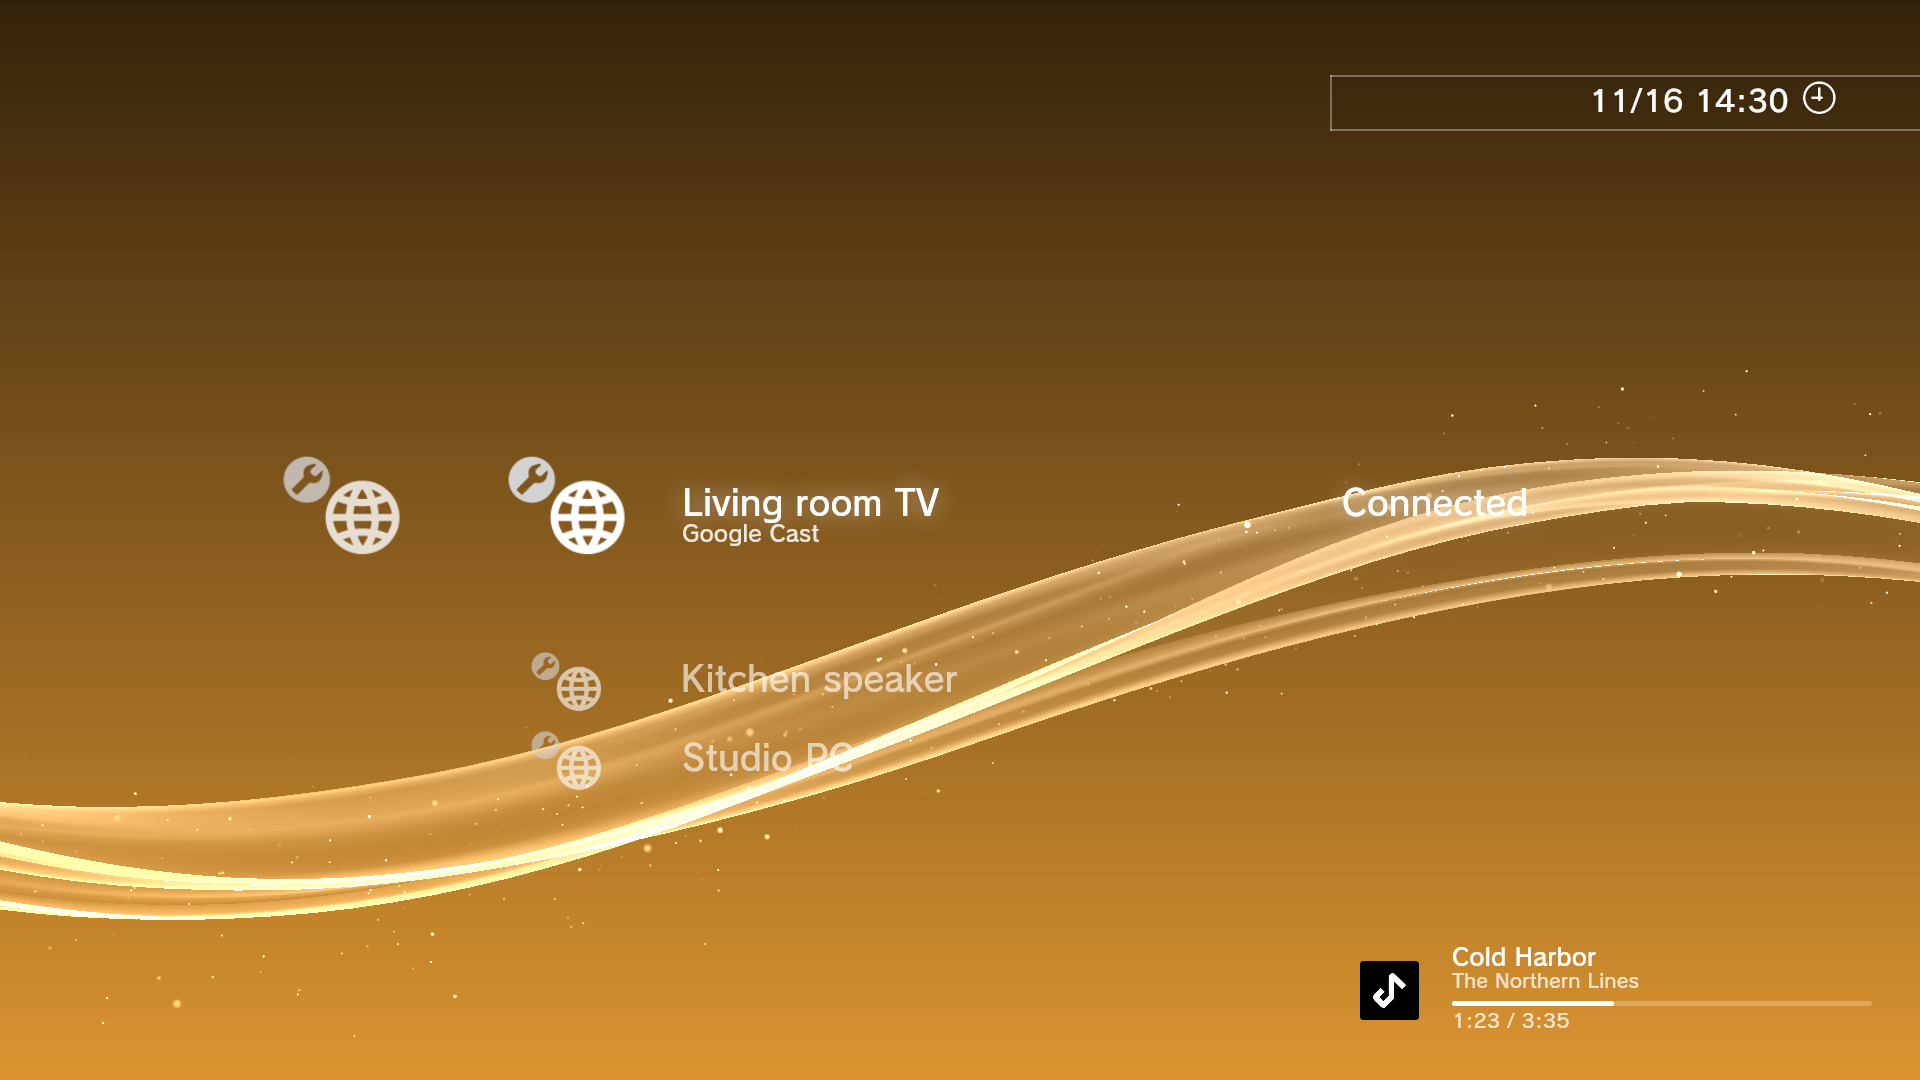 11/16 14:30
Living room TV
Connected
Google Cast
Kitchen speaker
Studio PC
Cold Harbor
The Northern Lines
1:23 / 3:35